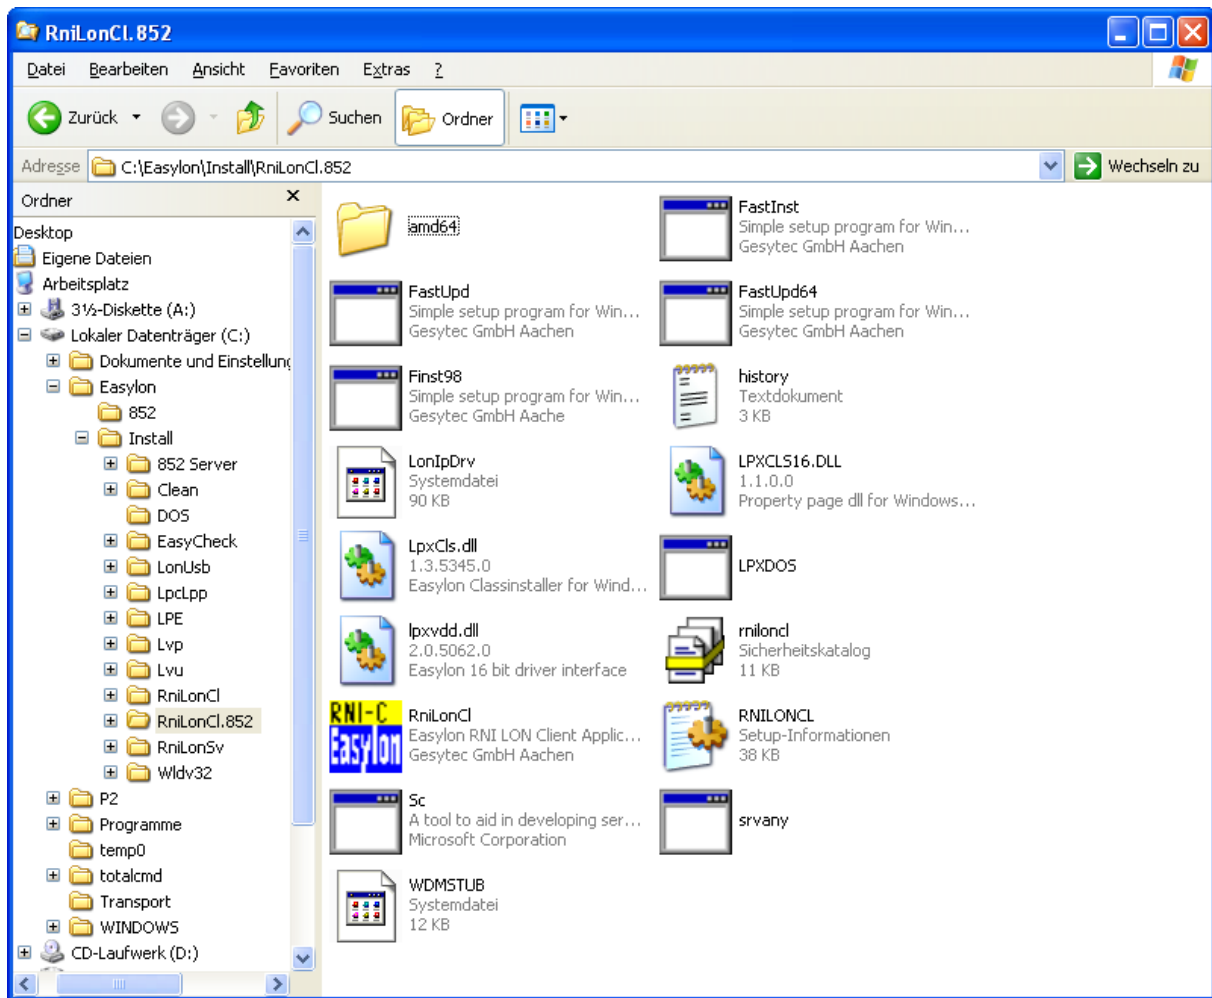 RniLonCl.852
Datei Bearbeiten Ansicht Favoriten Extras ?
Zurück Suchen Ordner
Adresse C:\Easylon\Install\RniLonCl.852 Wechseln zu
Ordner
Desktop
Eigene Dateien
Arbeitsplatz
3½-Diskette (A:)
Lokaler Datenträger (C:)
Dokumente und Einstellung
Easylon
852
Install
852 Server
Clean
DOS
EasyCheck
LonUsb
LpcLpp
LPE
Lvp
Lvu
RniLonCl
RniLonCl.852
RniLonSv
Wldv32
P2
Programme
temp0
totalcmd
Transport
WINDOWS
CD-Laufwerk (D:)
amd64
FastInst
Simple setup program for Win...
Gesytec GmbH Aachen
FastUpd
Simple setup program for Win...
Gesytec GmbH Aachen
FastUpd64
Simple setup program for Win...
Gesytec GmbH Aachen
Finst98
Simple setup program for Win...
Gesytec GmbH Aache
history
Textdokument
3 KB
LonIpDrv
Systemdatei
90 KB
LPXCLS16.DLL
1.1.0.0
Property page dll for Windows...
LpxCls.dll
1.3.5345.0
Easylon Classinstaller for Wind...
LPXDOS
lpxvdd.dll
2.0.5062.0
Easylon 16 bit driver interface
rniloncl
Sicherheitskatalog
11 KB
RNI-C
Easylon
RniLonCl
Easylon RNI LON Client Applic...
Gesytec GmbH Aachen
RNILONCL
Setup-Informationen
38 KB
Sc
A tool to aid in developing ser...
Microsoft Corporation
srvany
WDMSTUB
Systemdatei
12 KB